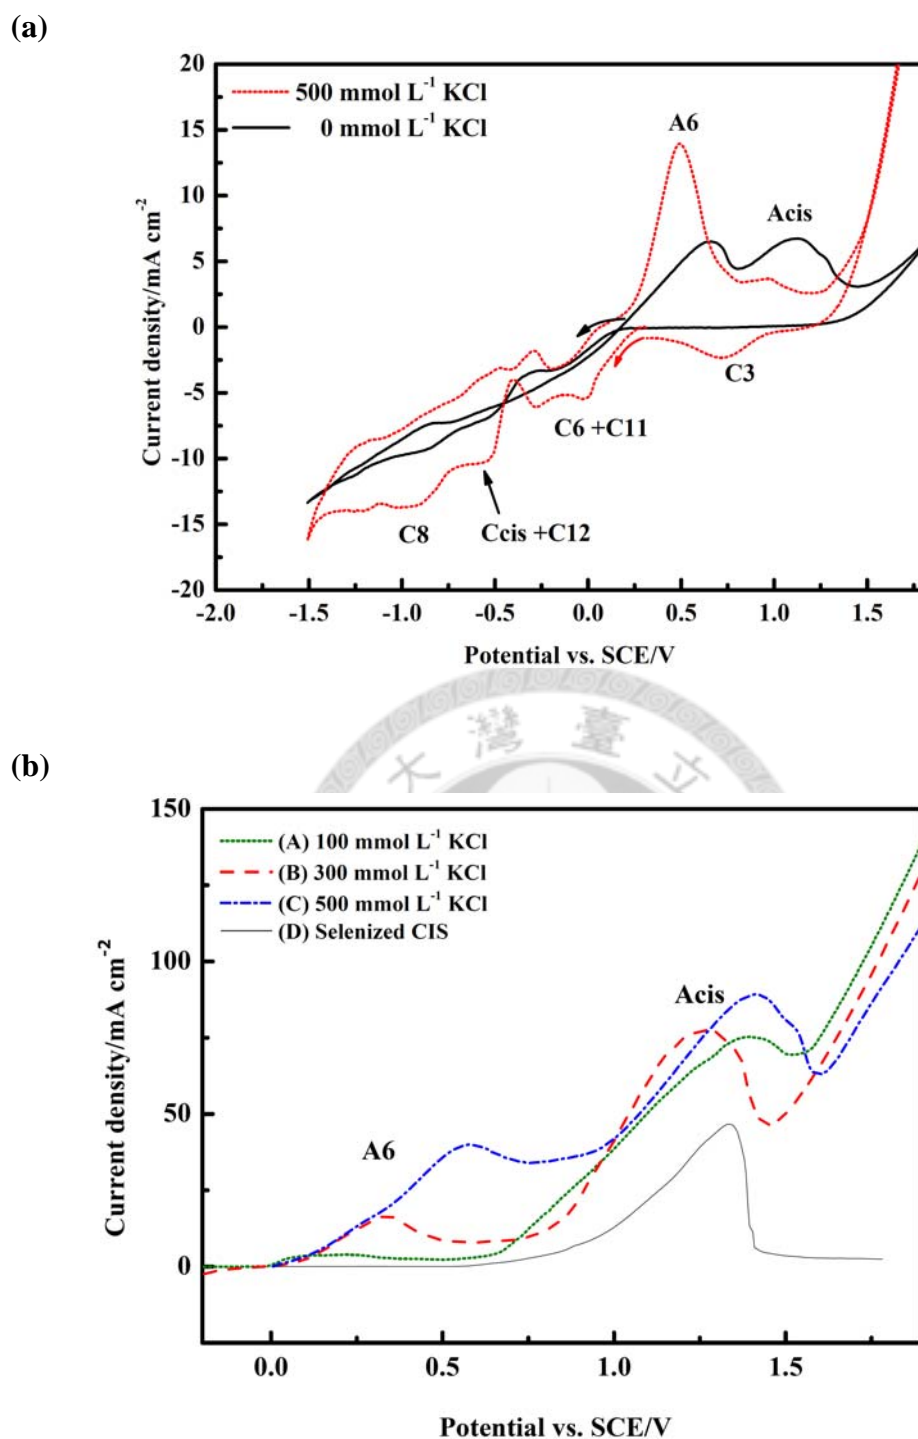 (a)
20
15
10
5
0
-5
-10
-15
-20
Current density/mA cm⁻²
500 mmol L⁻¹ KCl
0 mmol L⁻¹ KCl
A6
Acis
C3
C6 +C11
Ccis +C12
C8
-2.0 -1.5 -1.0 -0.5 0.0 0.5 1.0 1.5
Potential vs. SCE/V
大灣臺立
(b)
150
100
50
0
Current density/mA cm⁻²
(A) 100 mmol L⁻¹ KCl
(B) 300 mmol L⁻¹ KCl
(C) 500 mmol L⁻¹ KCl
(D) Selenized CIS
A6
Acis
0.0 0.5 1.0 1.5
Potential vs. SCE/V